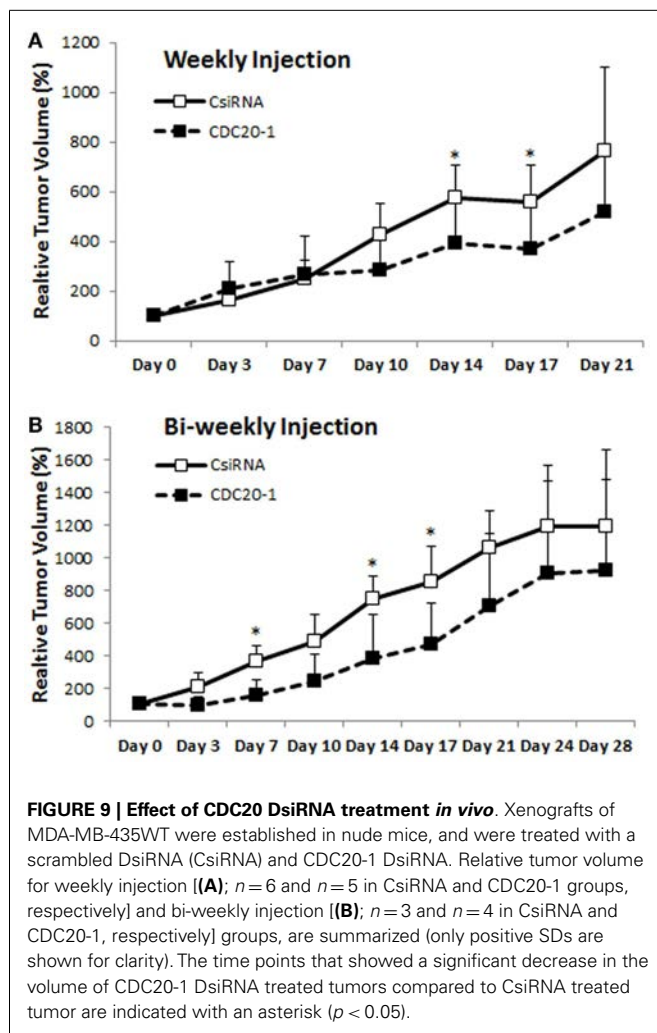 A
Weekly Injection
CsiRNA
CDC20-1
Realtive Tumor Volume (%)
1200
1000
800
600
400
200
0
* *
Day 0 Day 3 Day 7 Day 10 Day 14 Day 17 Day 21
B
Bi-weekly Injection
CsiRNA
CDC20-1
Realtive Tumor Volume (%)
1800
1600
1400
1200
1000
800
600
400
200
0
* * *
Day 0 Day 3 Day 7 Day 10 Day 14 Day 17 Day 21 Day 24 Day 28
FIGURE 9 | Effect of CDC20 DsiRNA treatment in vivo. Xenografts of
MDA-MB-435WT were established in nude mice, and were treated with a
scrambled DsiRNA (CsiRNA) and CDC20-1 DsiRNA. Relative tumor volume
for weekly injection [(A); n = 6 and n = 5 in CsiRNA and CDC20-1 groups,
respectively] and bi-weekly injection [(B); n = 3 and n = 4 in CsiRNA and
CDC20-1, respectively] groups, are summarized (only positive SDs are
shown for clarity). The time points that showed a significant decrease in the
volume of CDC20-1 DsiRNA treated tumors compared to CsiRNA treated
tumor are indicated with an asterisk (p < 0.05).